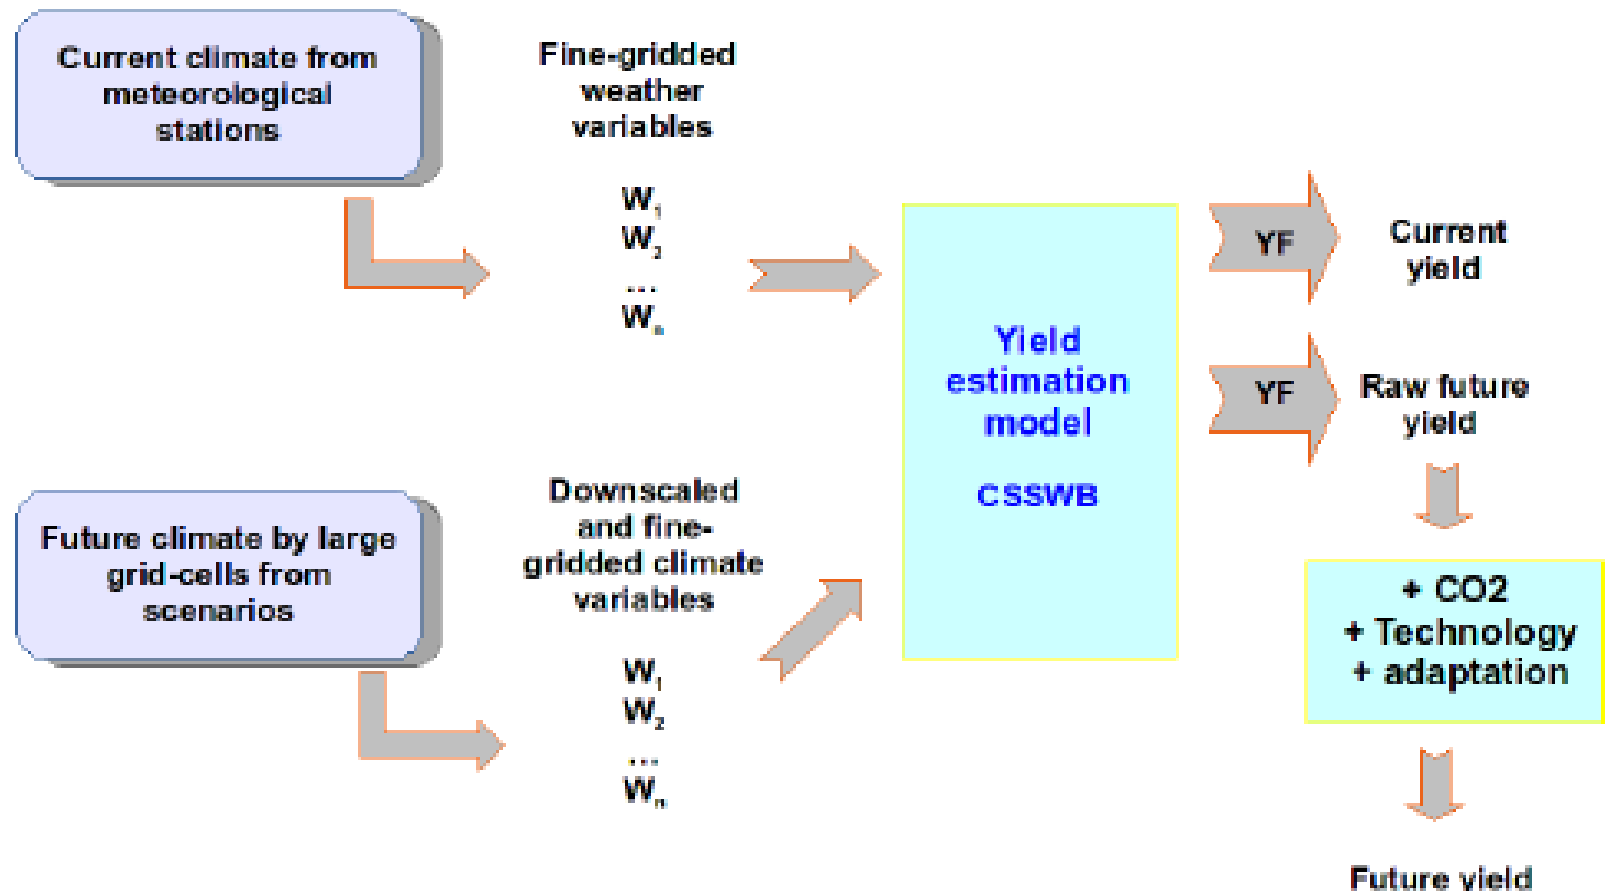 Current climate from
meteorological
stations
Fine-gridded
weather
variables
W1
W2
...
Wn
YF
Current
yield
Yield
estimation
model
CSSWB
YF
Raw future
yield
Future climate by large
grid-cells from
scenarios
Downscaled
and fine-
gridded climate
variables
W1
W2
...
Wn
+ CO2
+ Technology
+ adaptation
Future yield